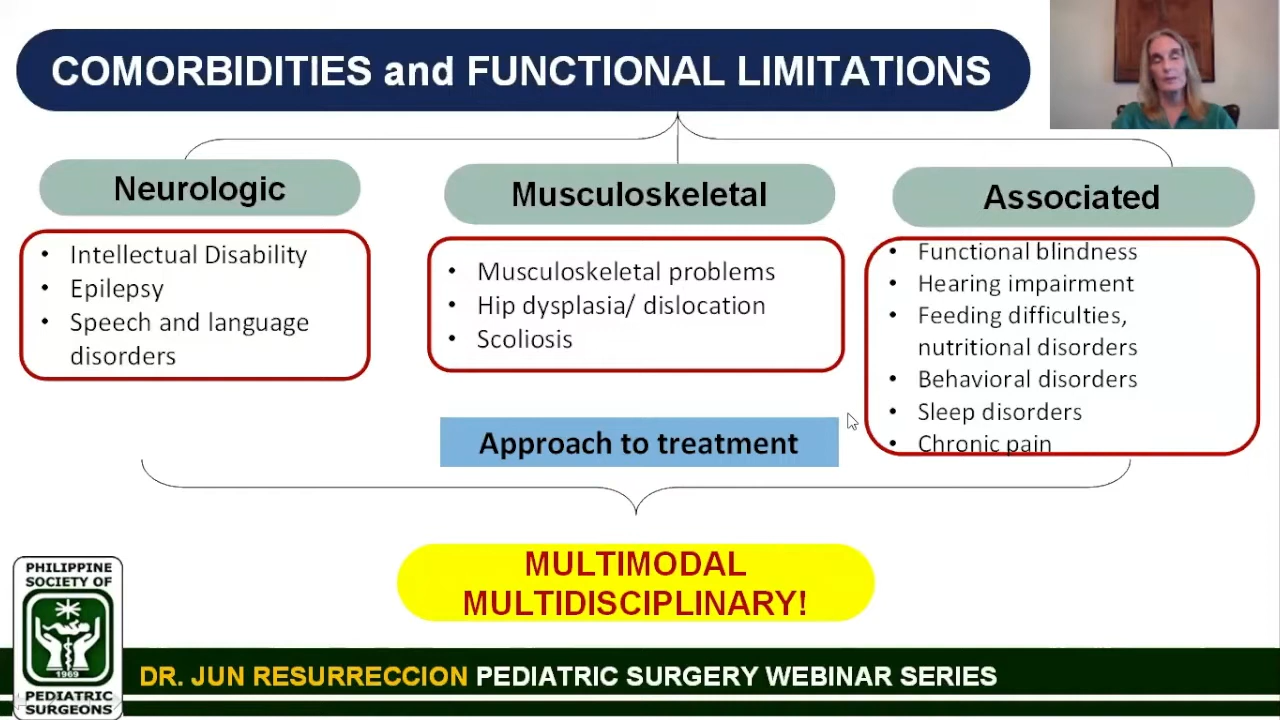 COMORBIDITIES and FUNCTIONAL LIMITATIONS
Neurologic
• Intellectual Disability
• Epilepsy
• Speech and language
disorders
Musculoskeletal
• Musculoskeletal problems
• Hip dysplasia/ dislocation
• Scoliosis
Associated
• Functional blindness
• Hearing impairment
• Feeding difficulties,
nutritional disorders
• Behavioral disorders
• Sleep disorders
• Chronic pain
Approach to treatment
MULTIMODAL
MULTIDISCIPLINARY!
PHILIPPINE
SOCIETY OF
1969
PEDIATRIC
SURGEONS
DR. JUN RESURRECCION PEDIATRIC SURGERY WEBINAR SERIES